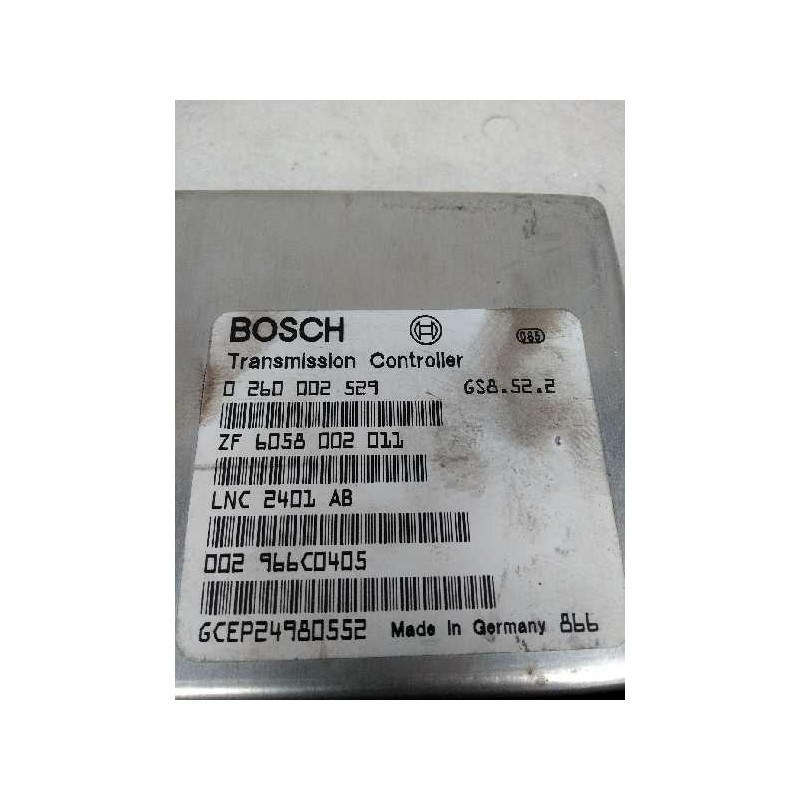 BOSCH
085
Transmission Controller
0 260 002 529 GS8.52.2
ZF 6058 002 011
LNC 2401 AB
002 966C0405
GCEP24980552 Made in Germany 866